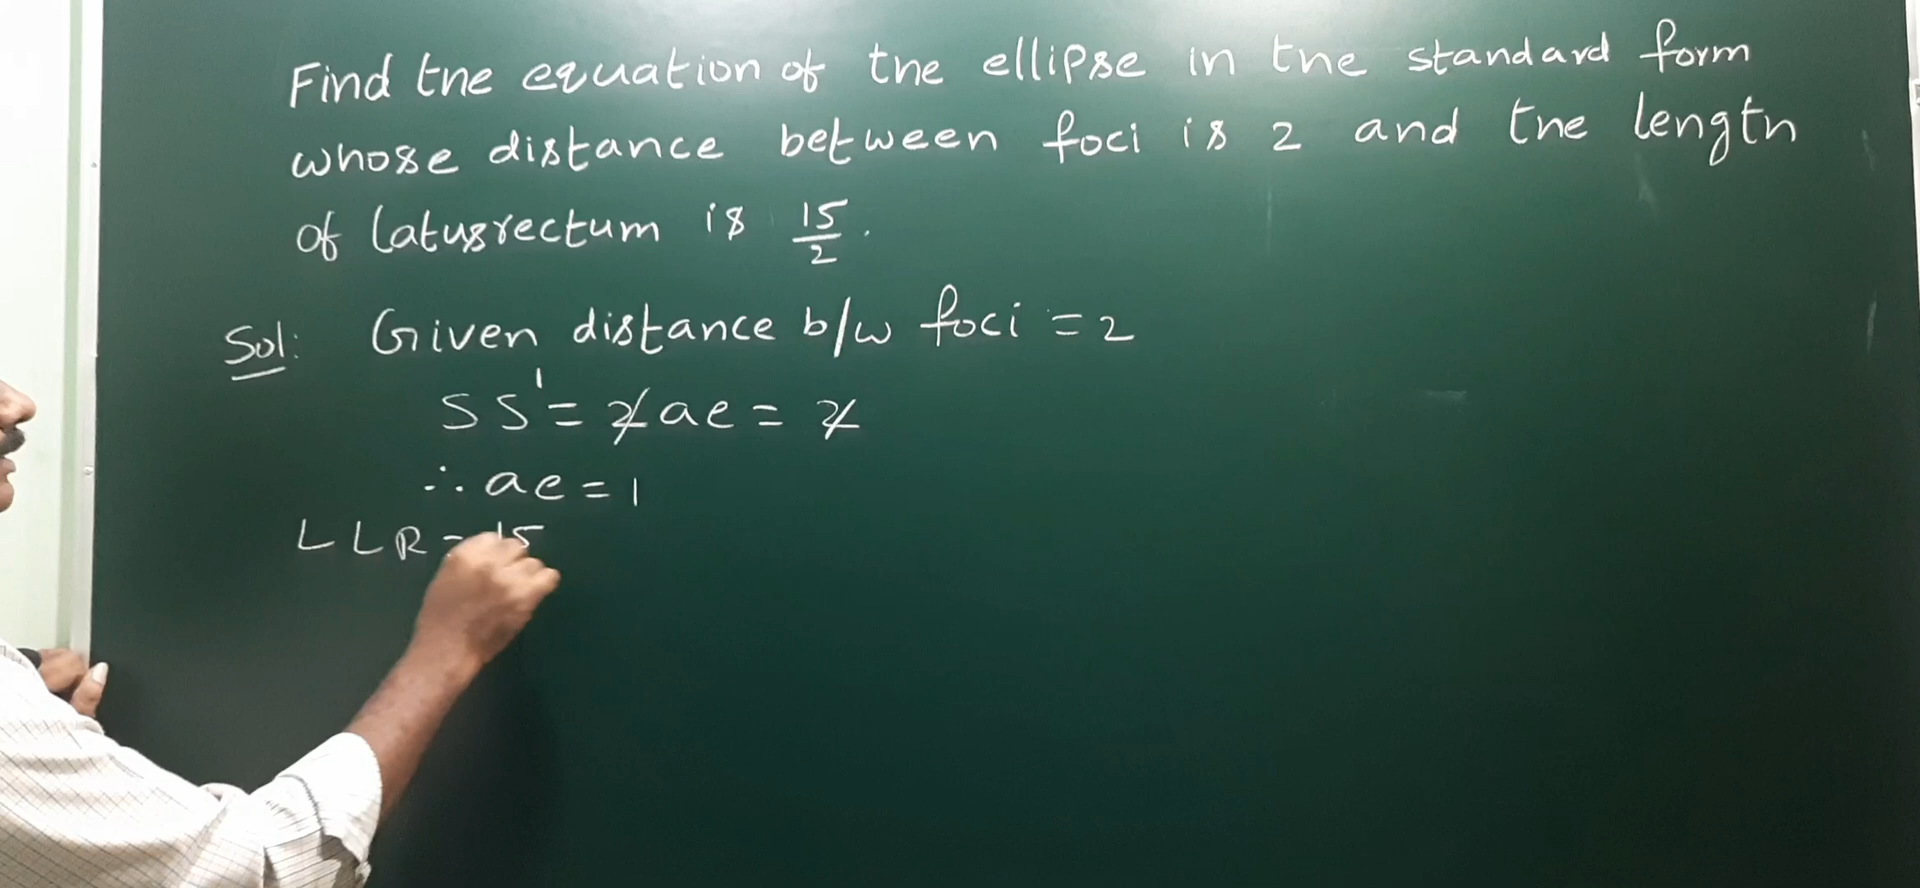 Find the equation of the ellipse in the standard form
whose distance between foci is 2 and the length
of latusrectum is 15/2.
Sol: Given distance b/w foci = 2
SS' = 2ae = 2
∴ ae = 1
LLR = 15